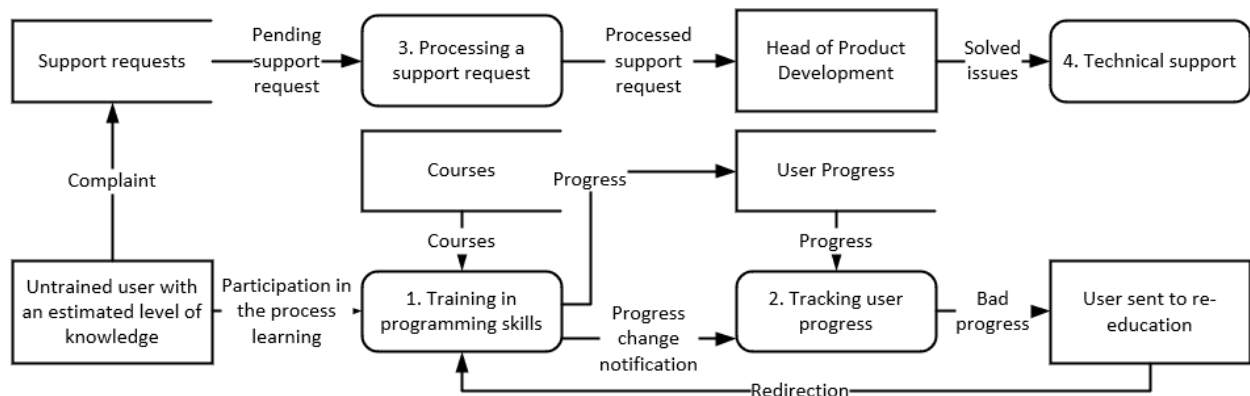 Support requests
Pending
support
request
3. Processing a
support request
Processed
support
request
Head of Product
Development
Solved
issues
4. Technical support
Complaint
Courses
Progress
User Progress
Courses
Progress
Untrained user with
an estimated level of
knowledge
Participation in
the process
learning
1. Training in
programming skills
Progress
change
notification
2. Tracking user
progress
Bad
progress
User sent to re-
education
Redirection